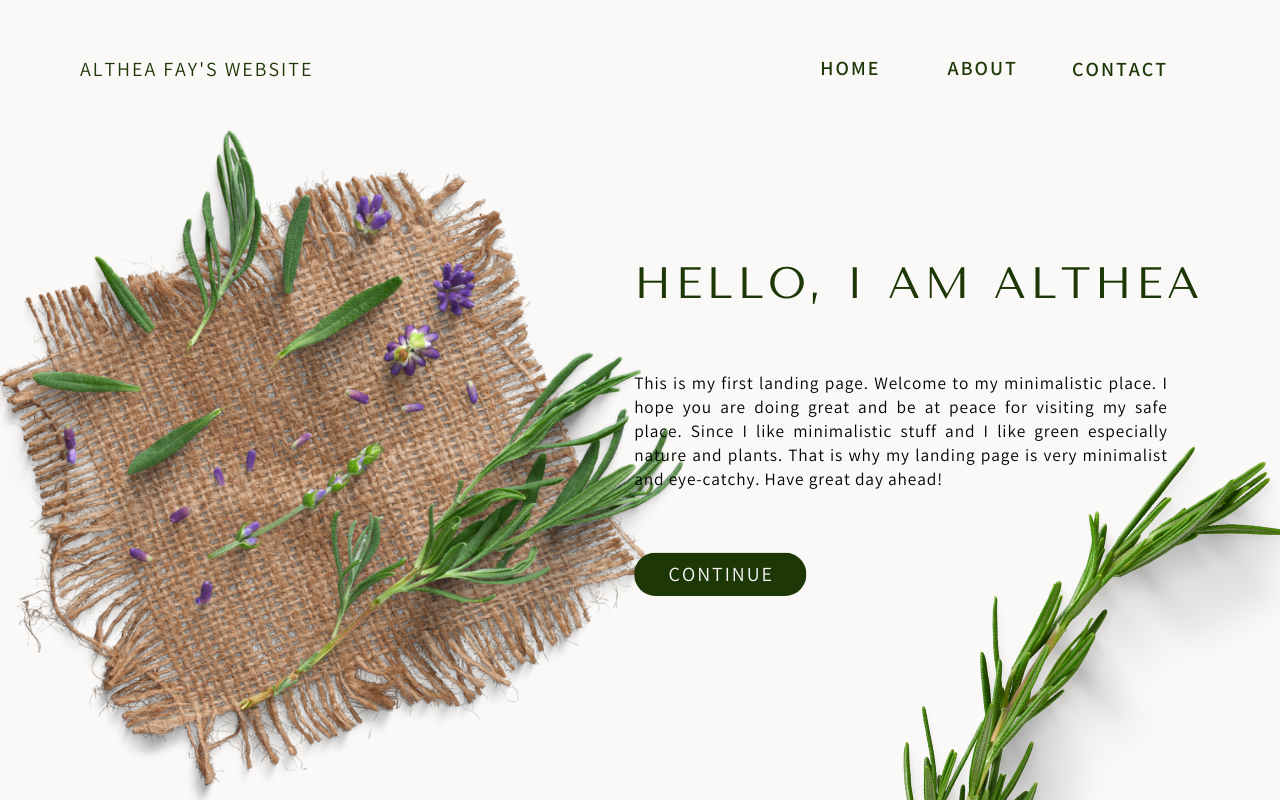 ALTHEA FAY'S WEBSITE
HOME
ABOUT
CONTACT
HELLO, I AM ALTHEA
This is my first landing page. Welcome to my minimalistic place. I
hope you are doing great and be at peace for visiting my safe
place. Since I like minimalistic stuff and I like green especially
nature and plants. That is why my landing page is very minimalist
and eye-catchy. Have great day ahead!
CONTINUE